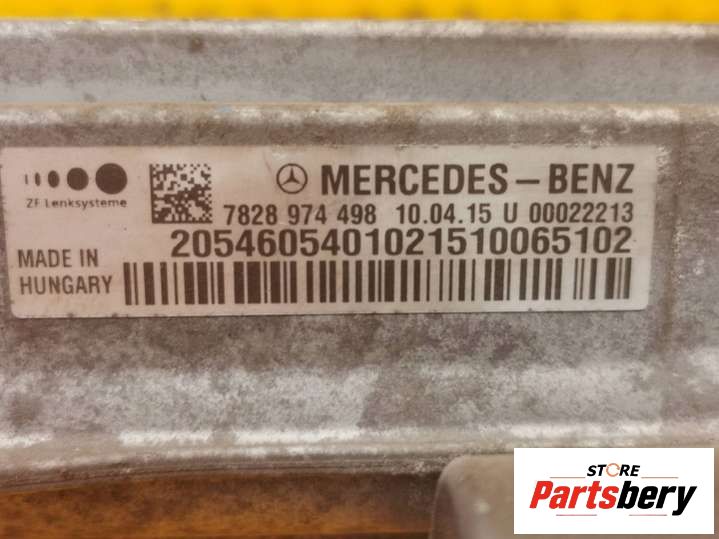 ZF Lenksysteme
MERCEDES-BENZ
7828 974 498 10.04.15 U 00022213
2054605401021510065102
MADE IN
HUNGARY
STORE
Partsbery